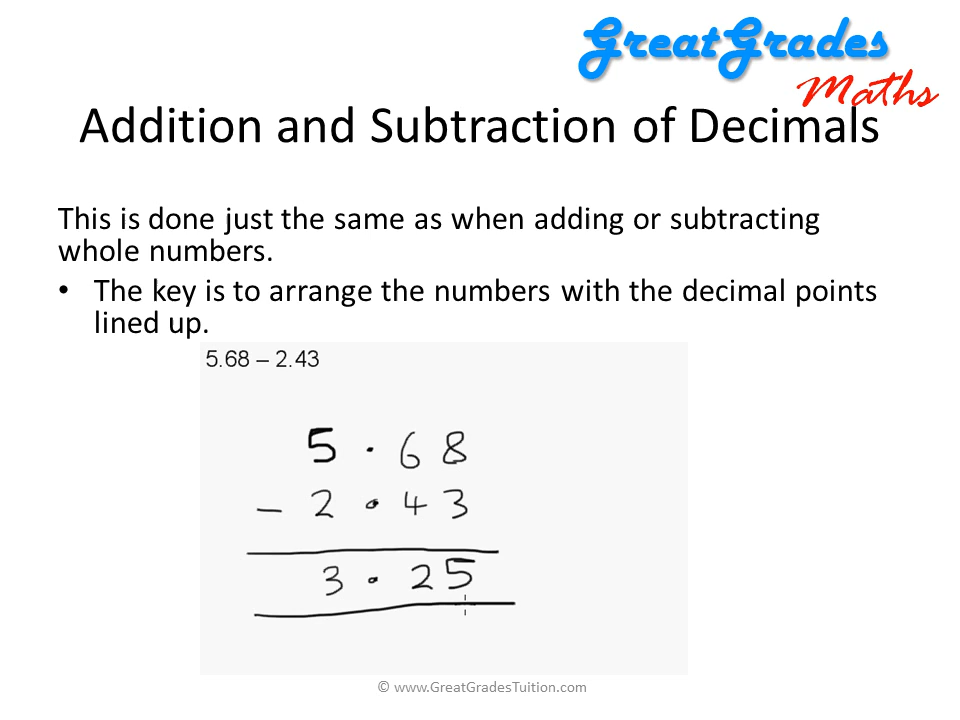 GreatGrades
Maths
Addition and Subtraction of Decimals
This is done just the same as when adding or subtracting
whole numbers.
• The key is to arrange the numbers with the decimal points
lined up.
5.68 – 2.43
5.68
– 2.43
3.25
© www.GreatGradesTuition.com